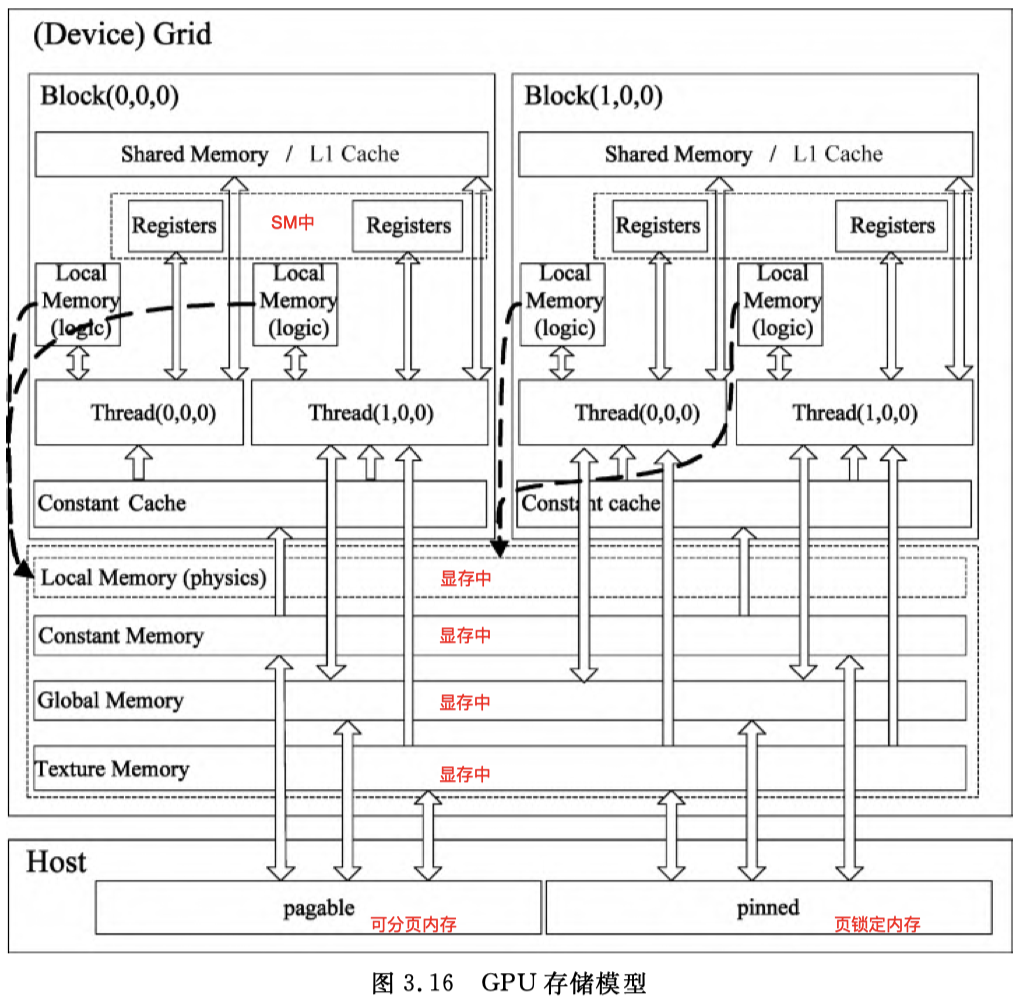 (Device) Grid
Block(0,0,0)
Shared Memory / L1 Cache
Registers
SM中
Registers
Local
Memory
(logic)
Local
Memory
(logic)
Thread(0,0,0)
Thread(1,0,0)
Constant Cache
Block(1,0,0)
Shared Memory / L1 Cache
Registers
Registers
Local
Memory
(logic)
Local
Memory
(logic)
Thread(0,0,0)
Thread(1,0,0)
Constant cache
Local Memory (physics) 显存中
Constant Memory 显存中
Global Memory 显存中
Texture Memory 显存中
Host
pagable 可分页内存
pinned 页锁定内存
图 3.16 GPU 存储模型